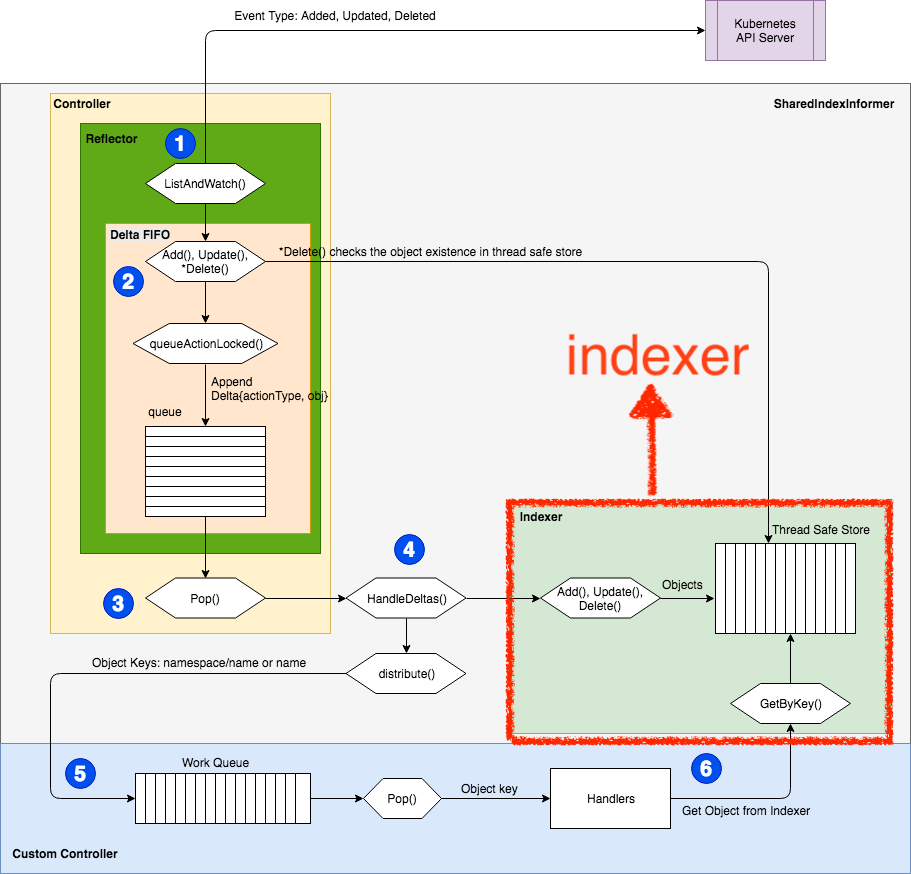 Event Type: Added, Updated, Deleted
Kubernetes
API Server
Controller
SharedIndexInformer
Reflector
1
ListAndWatch()
Delta FIFO
Add(), Update(),
*Delete()
*Delete() checks the object existence in thread safe store
2
queueActionLocked()
indexer
Append
Delta{actionType, obj}
queue
Indexer
Thread Safe Store
4
3
Pop()
HandleDeltas()
Add(), Update(),
Delete()
Objects
Object Keys: namespace/name or name
distribute()
GetByKey()
5
Work Queue
6
Pop()
Object key
Handlers
Get Object from Indexer
Custom Controller